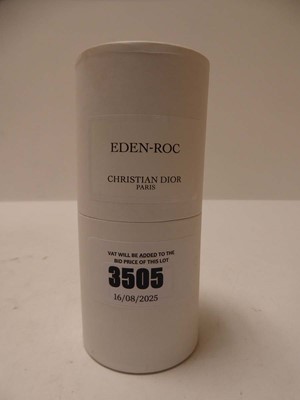 EDEN-ROC
CHRISTIAN DIOR
PARIS
VAT WILL BE ADDED TO THE
BID PRICE OF THIS LOT
3505
16/08/2025